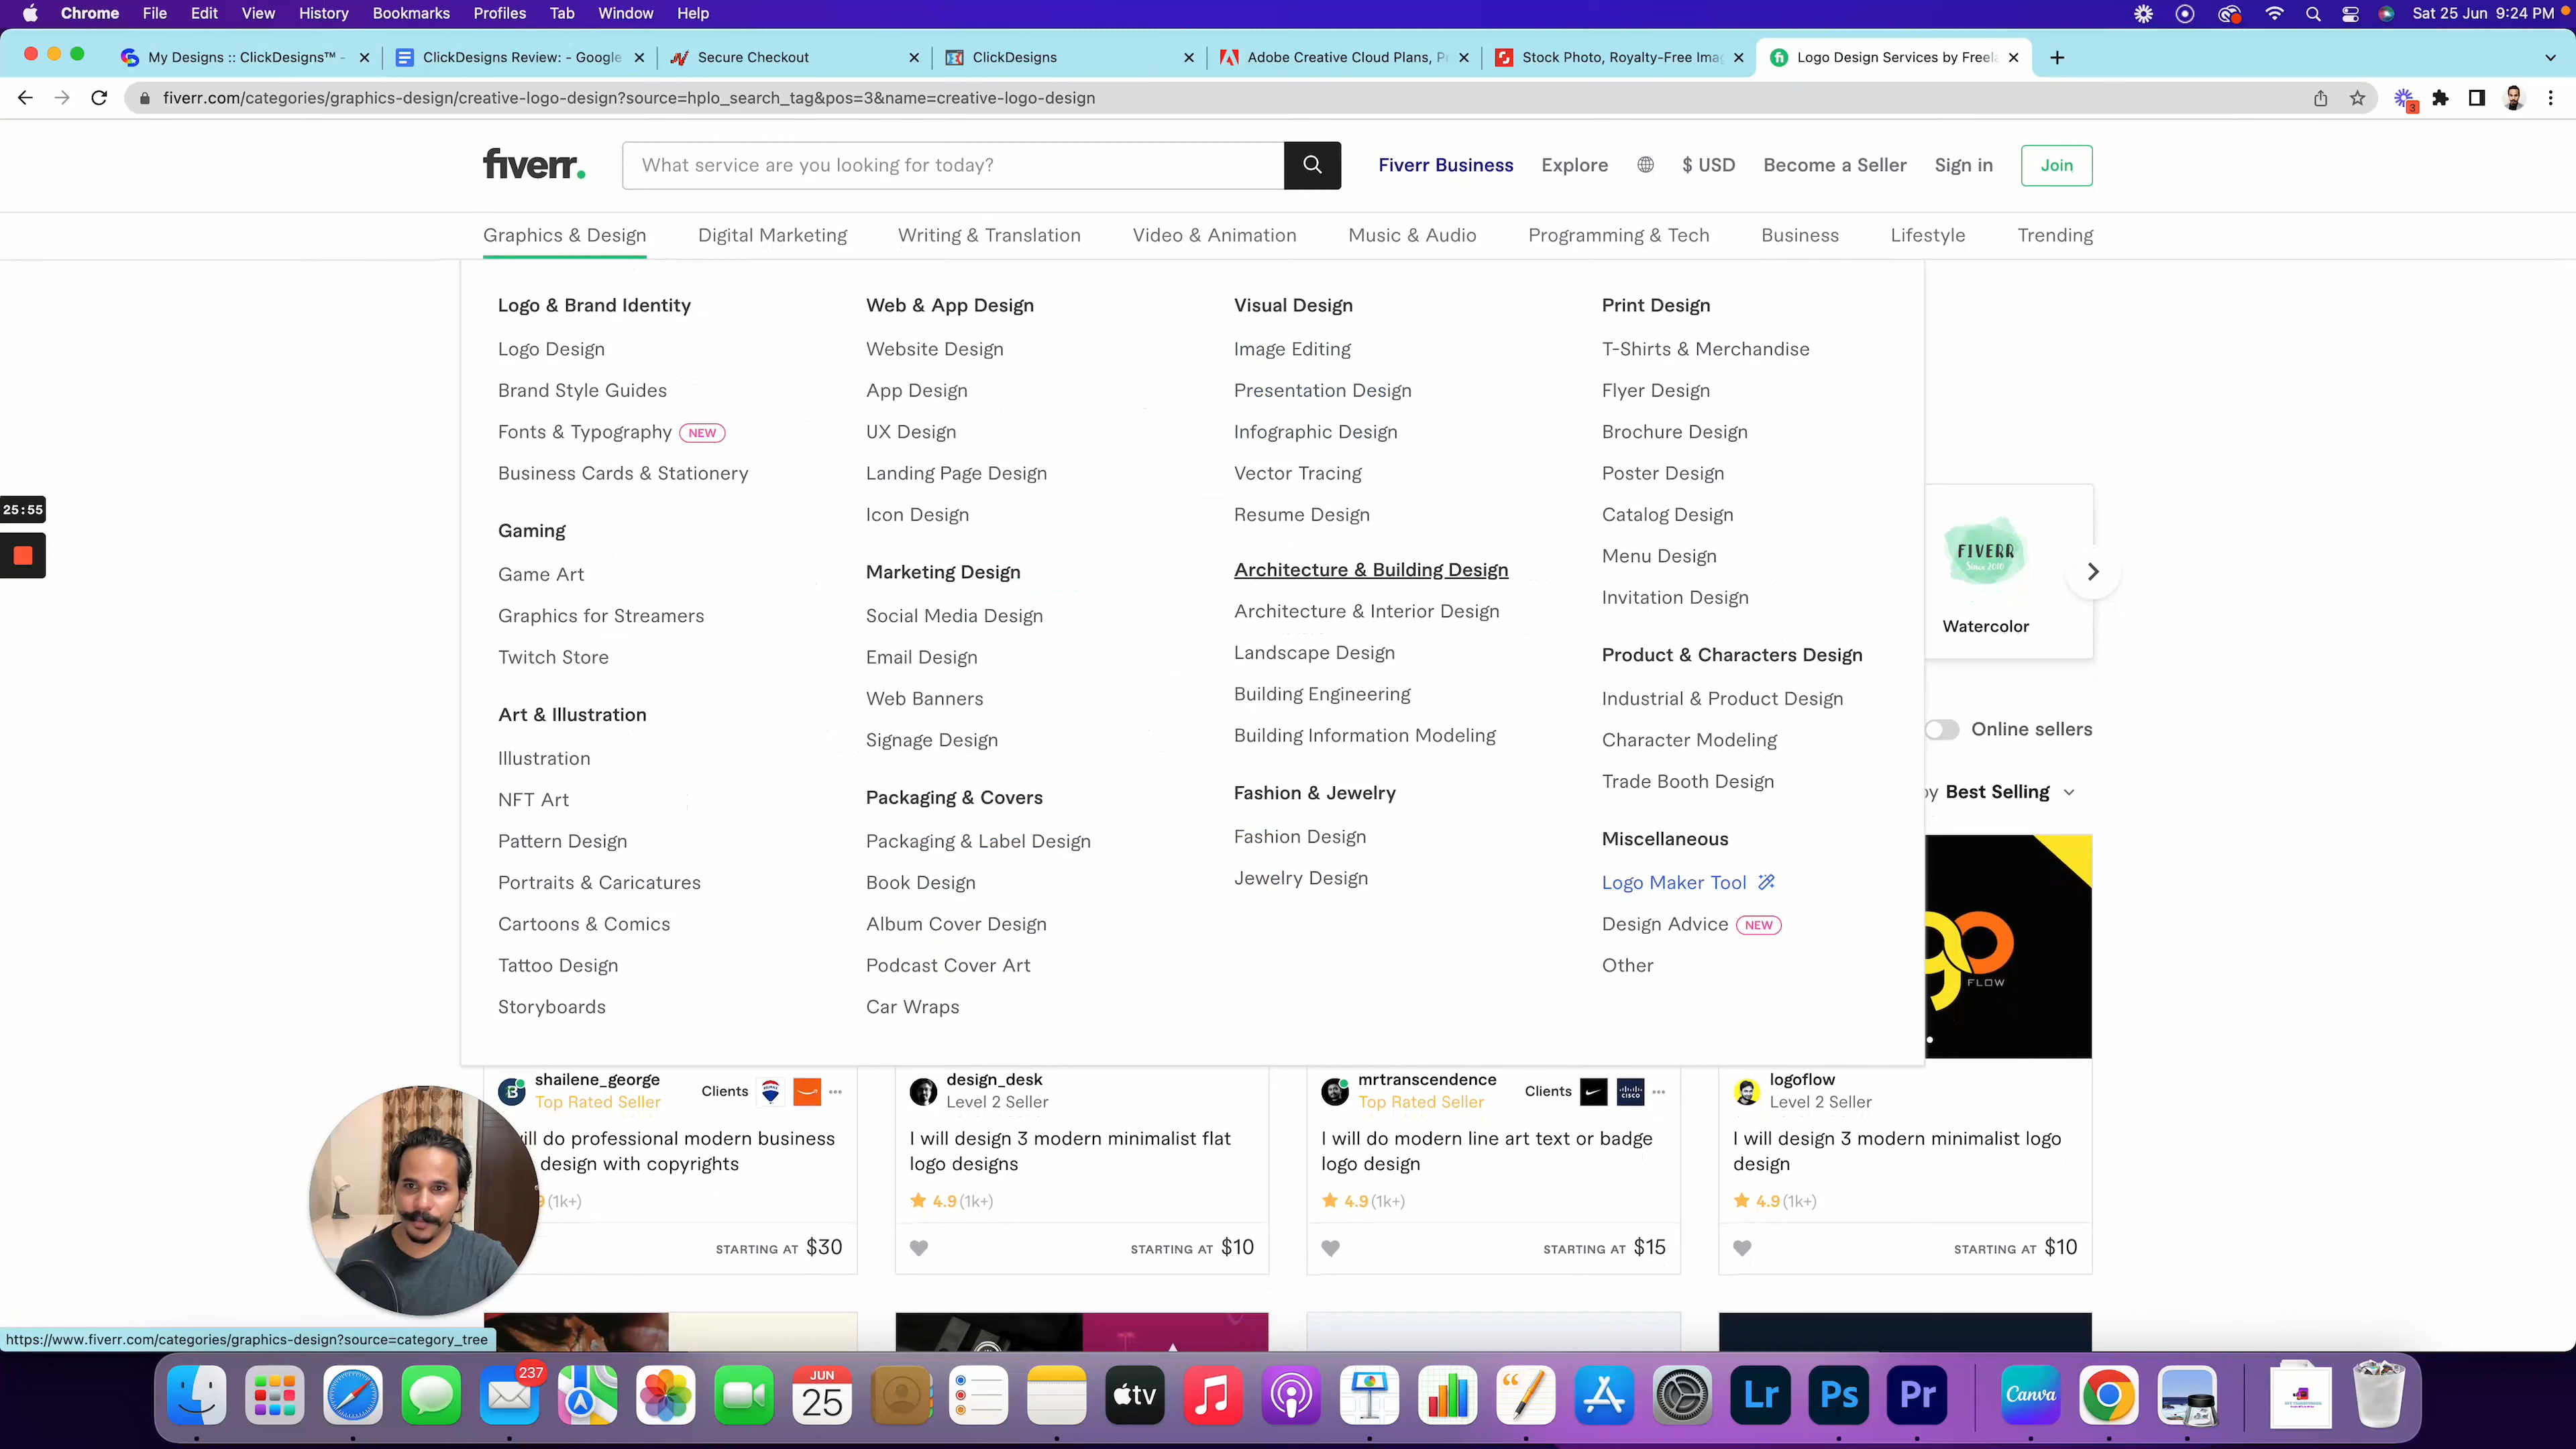 Chrome File Edit View History Bookmarks Profiles Tab Window Help Sat 25 Jun 9:24 PM
My Designs :: ClickDesigns™ - ClickDesigns Review: - Google Secure Checkout ClickDesigns Adobe Creative Cloud Plans, Pr Stock Photo, Royalty-Free Imag Logo Design Services by Freela
fiverr.com/categories/graphics-design/creative-logo-design?source=hplo_search_tag&pos=3&name=creative-logo-design 3
fiverr. What service are you looking for today? Fiverr Business Explore $ USD Become a Seller Sign in Join
Graphics & Design Digital Marketing Writing & Translation Video & Animation Music & Audio Programming & Tech Business Lifestyle Trending
Logo & Brand Identity
Logo Design
Brand Style Guides
Fonts & Typography NEW
Business Cards & Stationery
Gaming
Game Art
Graphics for Streamers
Twitch Store
Art & Illustration
Illustration
NFT Art
Pattern Design
Portraits & Caricatures
Cartoons & Comics
Tattoo Design
Storyboards
Web & App Design
Website Design
App Design
UX Design
Landing Page Design
Icon Design
Marketing Design
Social Media Design
Email Design
Web Banners
Signage Design
Packaging & Covers
Packaging & Label Design
Book Design
Album Cover Design
Podcast Cover Art
Car Wraps
Visual Design
Image Editing
Presentation Design
Infographic Design
Vector Tracing
Resume Design
Architecture & Building Design
Architecture & Interior Design
Landscape Design
Building Engineering
Building Information Modeling
Fashion & Jewelry
Fashion Design
Jewelry Design
Print Design
T-Shirts & Merchandise
Flyer Design
Brochure Design
Poster Design
Catalog Design
Menu Design
Invitation Design
Product & Characters Design
Industrial & Product Design
Character Modeling
Trade Booth Design
Miscellaneous
Logo Maker Tool
Design Advice NEW
Other
25:55
FIVERR
Since 2010
Watercolor
Online sellers
by Best Selling
go
FLOW
shailene_george
Top Rated Seller
Clients
will do professional modern business
design with copyrights
9 (1k+)
STARTING AT $30
design_desk
Level 2 Seller
I will design 3 modern minimalist flat
logo designs
4.9 (1k+)
STARTING AT $10
mrtranscendence
Top Rated Seller
Clients
CISCO
I will do modern line art text or badge
logo design
4.9 (1k+)
STARTING AT $15
logoflow
Level 2 Seller
I will design 3 modern minimalist logo
design
4.9 (1k+)
STARTING AT $10
https://www.fiverr.com/categories/graphics-design?source=category_tree
237 JUN 25 tv Lr Ps Pr Canva